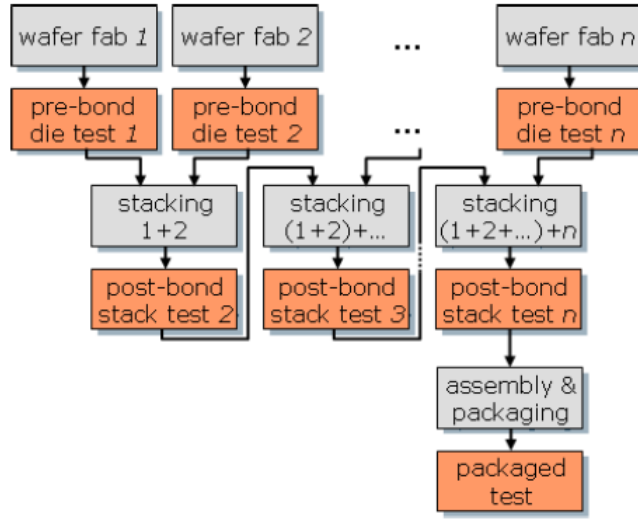 wafer fab 1
wafer fab 2
...
wafer fab n
pre-bond
die test 1
pre-bond
die test 2
...
pre-bond
die test n
stacking
1+2
stacking
(1+2)+...
stacking
(1+2+...)+n
post-bond
stack test 2
post-bond
stack test 3
post-bond
stack test n
assembly &
packaging
packaged
test